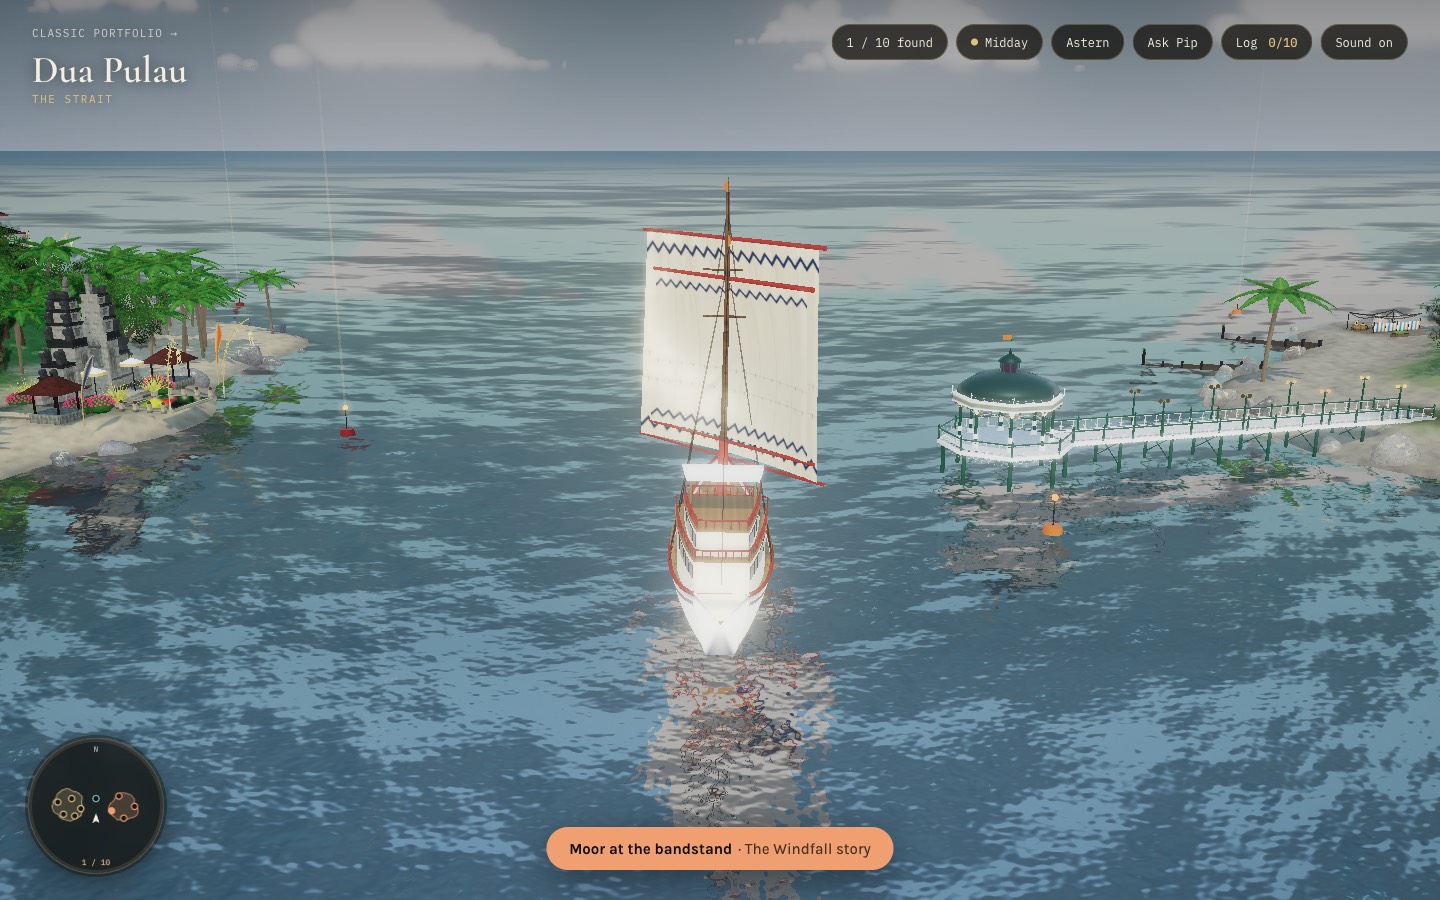 CLASSIC PORTFOLIO →
Dua Pulau
THE STRAIT
1 / 10 found
Midday
Astern
Ask Pip
Log 0/10
Sound on
N
1 / 10
Moor at the bandstand · The Windfall story